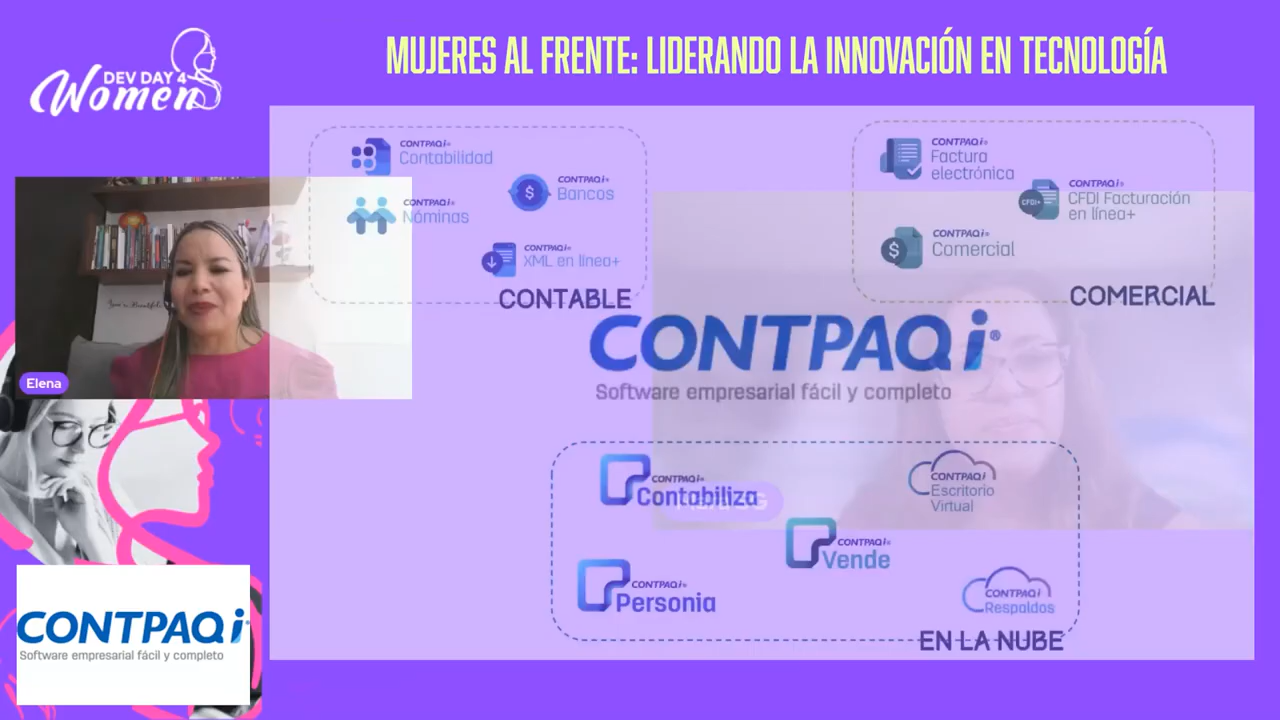 DEV DAY 4
Women
MUJERES AL FRENTE: LIDERANDO LA INNOVACIÓN EN TECNOLOGÍA
CONTPAQi®
Contabilidad
CONTPAQi®
Bancos
CONTPAQi®
Nóminas
CONTPAQi®
XML en línea+
CONTABLE
CONTPAQi®
Factura
electrónica
CFDI+
CONTPAQi®
CFDI Facturación
en línea+
CONTPAQi®
Comercial
COMERCIAL
CONTPAQi®
Software empresarial fácil y completo
CONTPAQi®
Contabiliza
CONTPAQi
Escritorio
Virtual
CONTPAQi®
Vende
CONTPAQi®
Personia
CONTPAQi
Respaldos
EN LA NUBE
Elena
CONTPAQi
Software empresarial fácil y completo